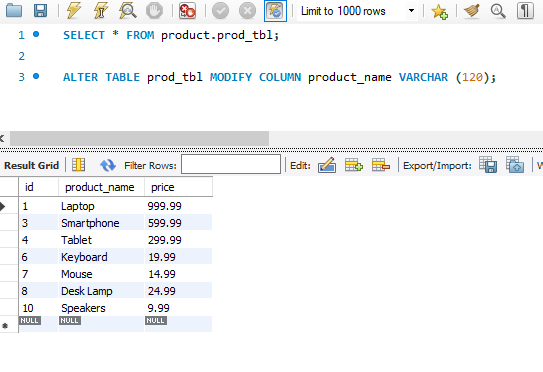 Limit to 1000 rows
1 SELECT * FROM product.prod_tbl;
2
3 ALTER TABLE prod_tbl MODIFY COLUMN product_name VARCHAR (120);
Result Grid Filter Rows: Edit: Export/Import:
id product_name price
1 Laptop 999.99
3 Smartphone 599.99
4 Tablet 299.99
6 Keyboard 19.99
7 Mouse 14.99
8 Desk Lamp 24.99
10 Speakers 9.99
NULL NULL NULL